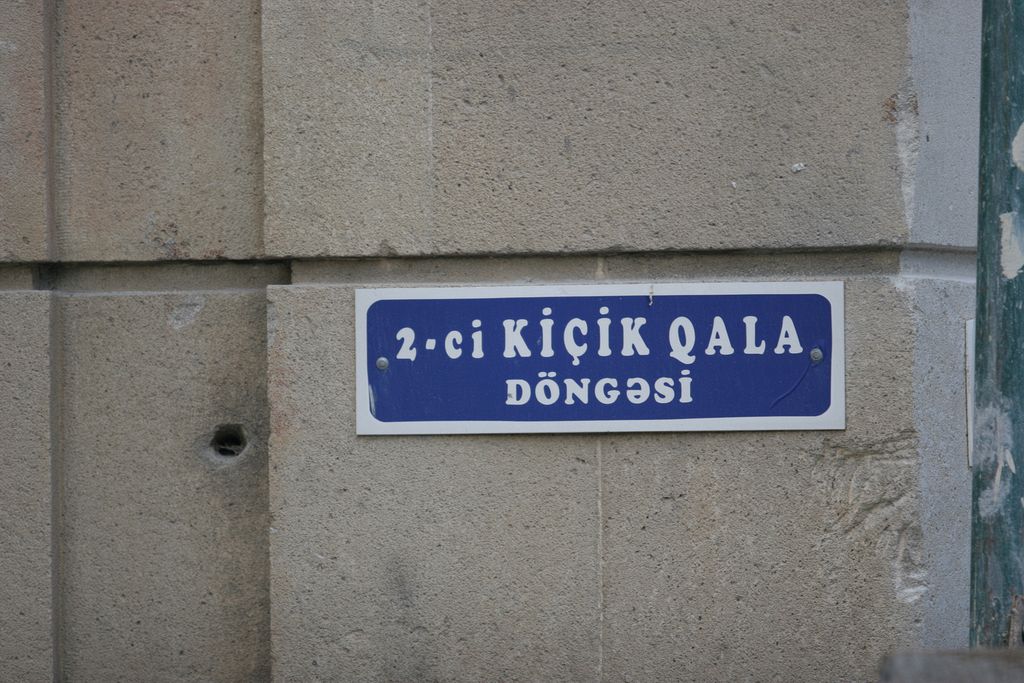 2-ci KİÇİK QALA
DÖNGƏSİ